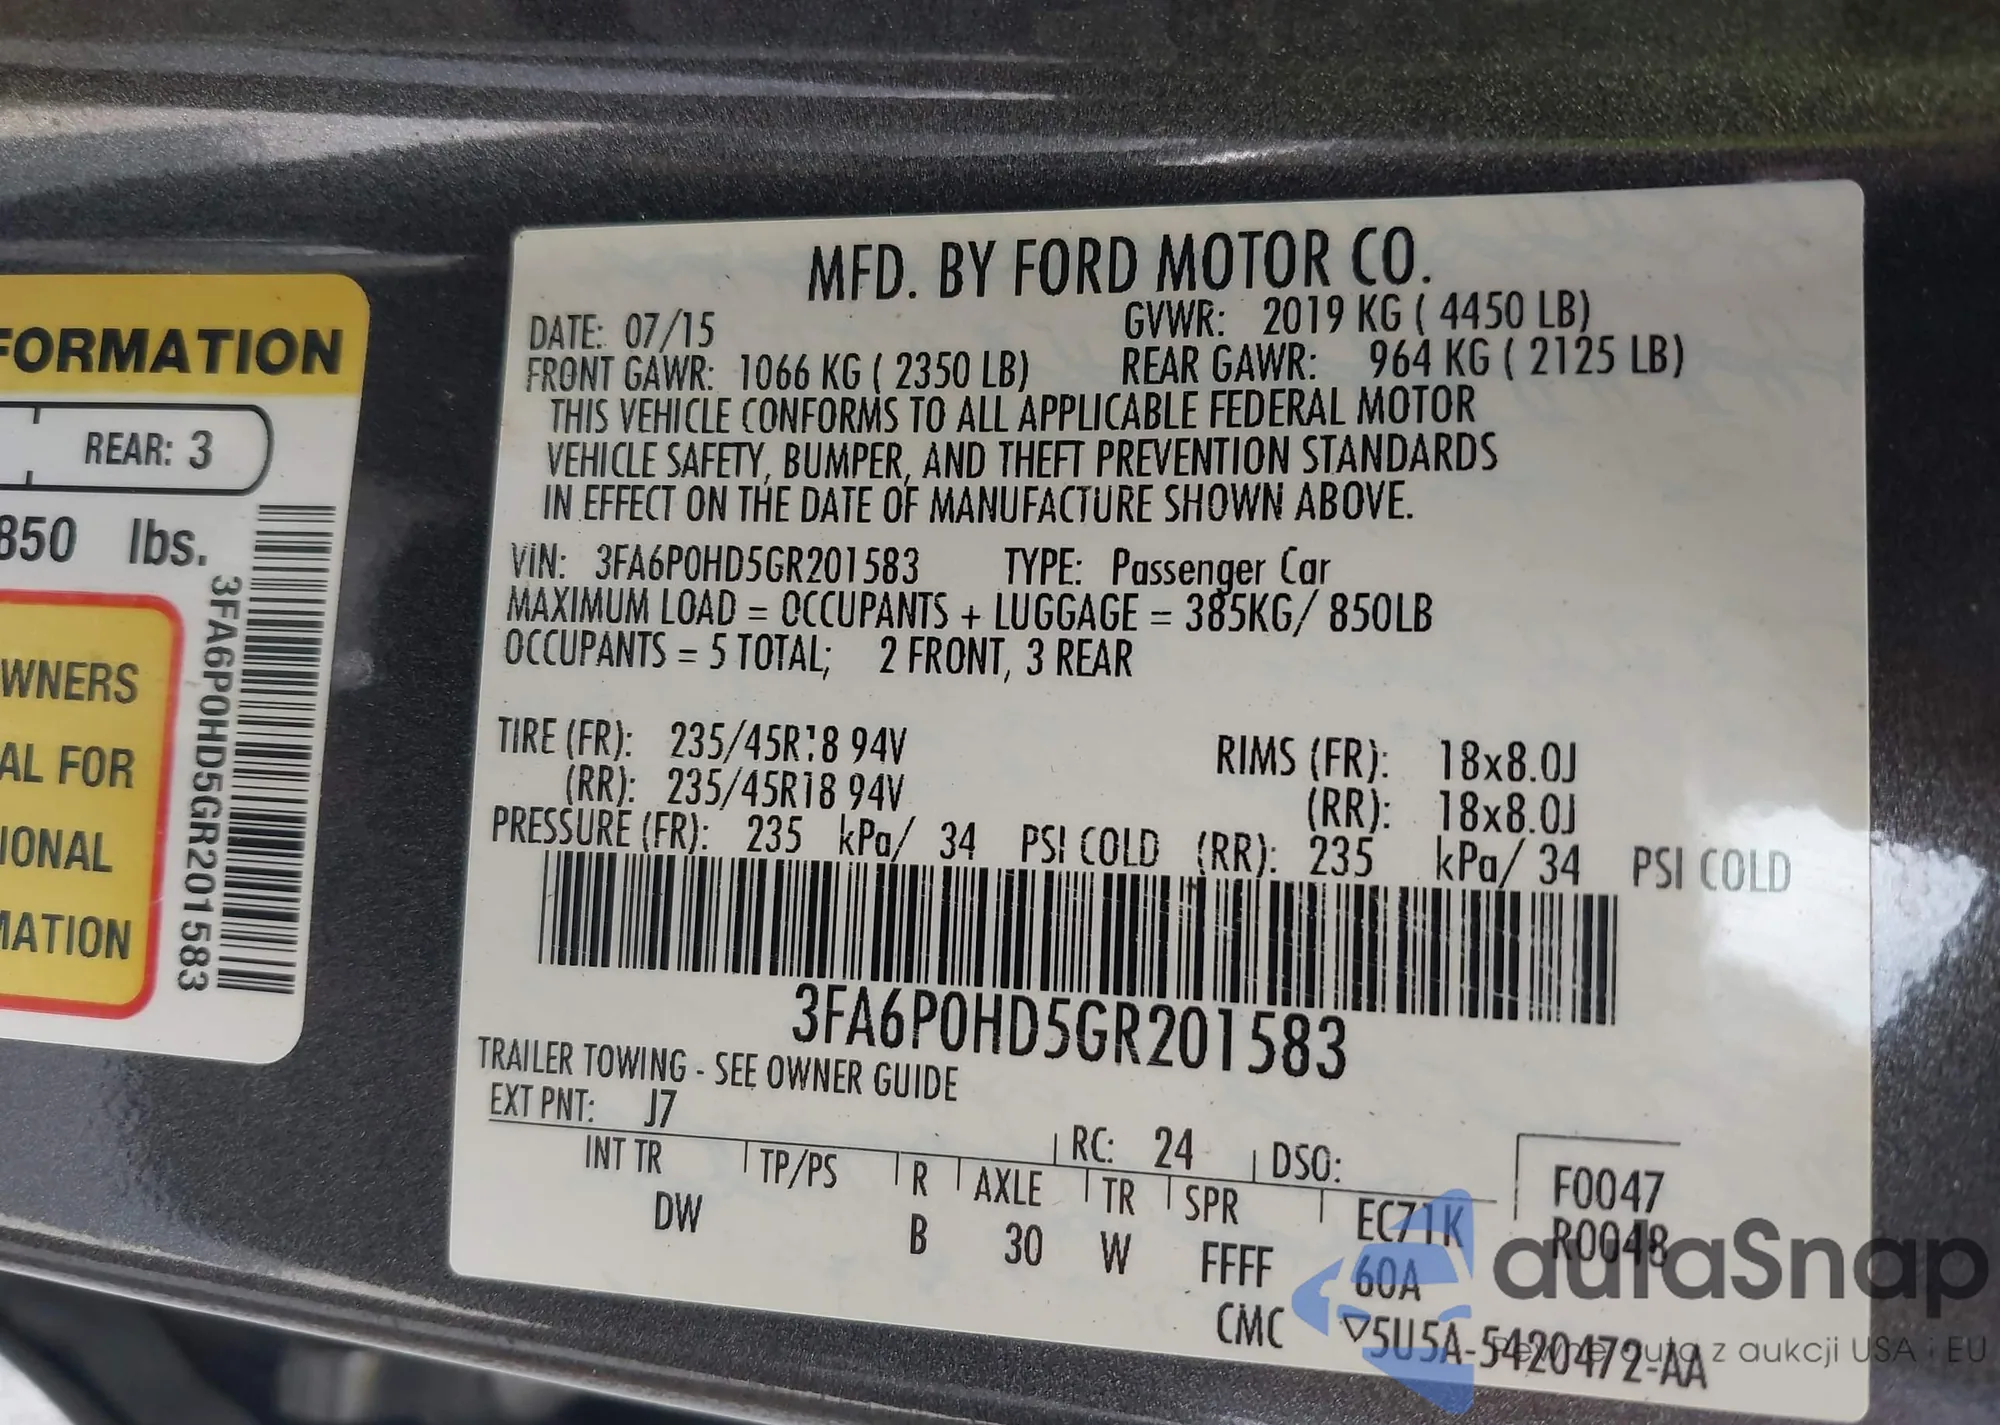 FORMATION
REAR: 3
850 lbs.
WNERS
AL FOR
IONAL
MATION
3FA6P0HD5GR201583
MFD. BY FORD MOTOR CO.
DATE: 07/15 GVWR: 2019 KG ( 4450 LB)
FRONT GAWR: 1066 KG ( 2350 LB) REAR GAWR: 964 KG ( 2125 LB)
THIS VEHICLE CONFORMS TO ALL APPLICABLE FEDERAL MOTOR
VEHICLE SAFETY, BUMPER, AND THEFT PREVENTION STANDARDS
IN EFFECT ON THE DATE OF MANUFACTURE SHOWN ABOVE.
VIN: 3FA6P0HD5GR201583 TYPE: Passenger Car
MAXIMUM LOAD = OCCUPANTS + LUGGAGE = 385KG/ 850LB
OCCUPANTS = 5 TOTAL; 2 FRONT, 3 REAR
TIRE (FR): 235/45R18 94V RIMS (FR): 18x8.0J
(RR): 235/45R18 94V (RR): 18x8.0J
PRESSURE (FR): 235 kPa/ 34 PSI COLD (RR): 235 kPa/ 34 PSI COLD
3FA6P0HD5GR201583
TRAILER TOWING - SEE OWNER GUIDE
EXT PNT: J7 RC: 24 DSO: F0047
INT TR TP/PS R AXLE TR SPR EC71K R0048
DW B 30 W FFFF 60A
CMC ▽5U5A-5420472-AA
autaSnap
Pewne auta z aukcji USA i EU